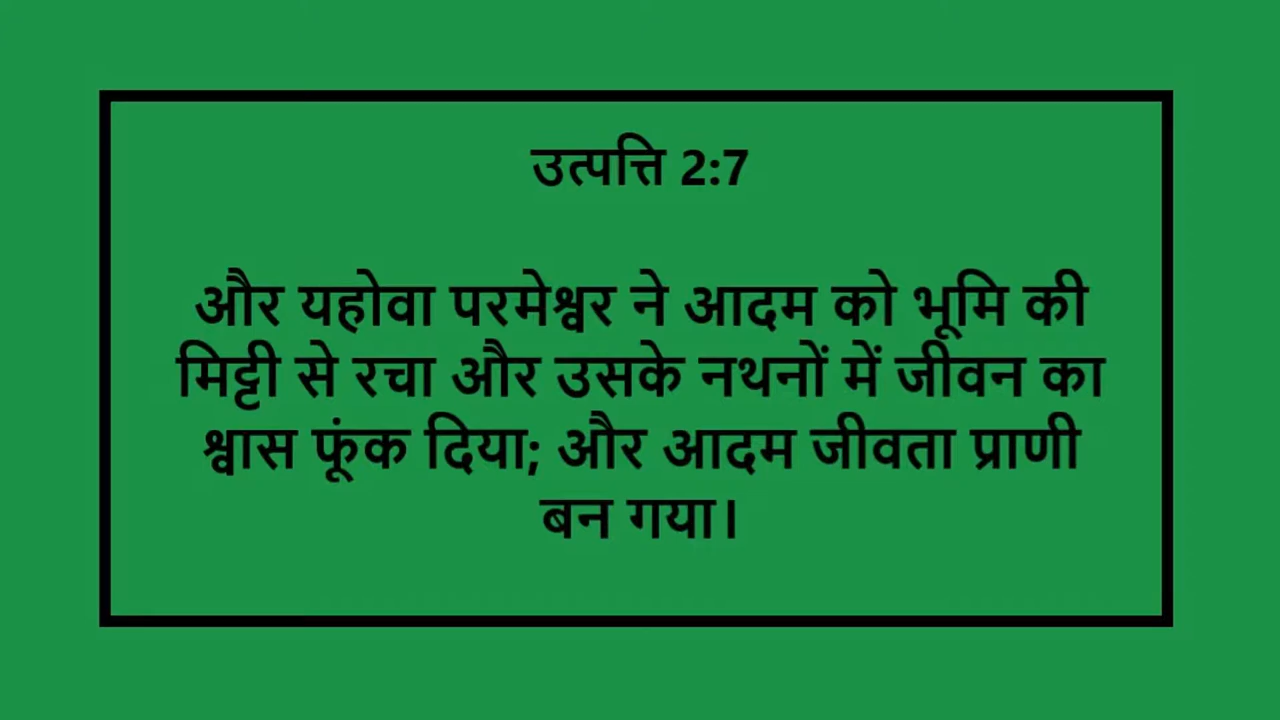 उत्पत्ति 2:7
और यहोवा परमेश्वर ने आदम को भूमि की
मिट्टी से रचा और उसके नथनों में जीवन का
श्वास फूंक दिया; और आदम जीवता प्राणी
बन गया।